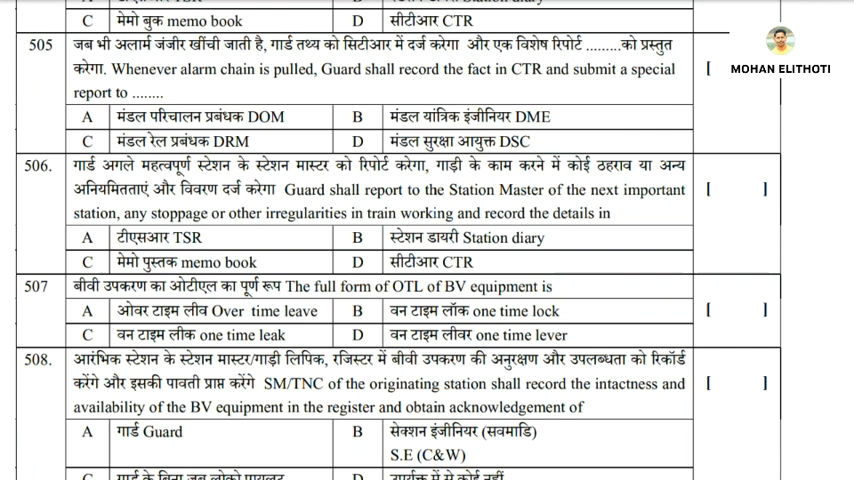 C मेमो बुक memo book D सीटीआर CTR
505 जब भी अलार्म जंजीर खींची जाती है, गार्ड तथ्य को सिटीआर में दर्ज करेगा और एक विशेष रिपोर्ट .........को प्रस्तुत
करेगा. Whenever alarm chain is pulled, Guard shall record the fact in CTR and submit a special [
report to ........
MOHAN ELITHOTI
A मंडल परिचालन प्रबंधक DOM B मंडल यांत्रिक इंजीनियर DME
C मंडल रेल प्रबंधक DRM D मंडल सुरक्षा आयुक्त DSC
506. गार्ड अगले महत्वपूर्ण स्टेशन के स्टेशन मास्टर को रिपोर्ट करेगा, गाड़ी के काम करने में कोई ठहराव या अन्य
अनियमितताएं और विवरण दर्ज करेगा Guard shall report to the Station Master of the next important [ ]
station, any stoppage or other irregularities in train working and record the details in
A टीएसआर TSR B स्टेशन डायरी Station diary
C मेमो पुस्तक memo book D सीटीआर CTR
507 बीवी उपकरण का ओटीएल का पूर्ण रूप The full form of OTL of BV equipment is
A ओवर टाइम लीव Over time leave B वन टाइम लॉक one time lock [ ]
C वन टाइम लीक one time leak D वन टाइम लीवर one time lever
508. आरंभिक स्टेशन के स्टेशन मास्टर/गाड़ी लिपिक, रजिस्टर में बीवी उपकरण की अनुरक्षण और उपलब्धता को रिकॉर्ड
करेंगे और इसकी पावती प्राप्त करेंगे SM/TNC of the originating station shall record the intactness and [ ]
availability of the BV equipment in the register and obtain acknowledgement of
A गार्ड Guard B सेक्शन इंजीनियर (सवमाडि)
S.E (C&W)